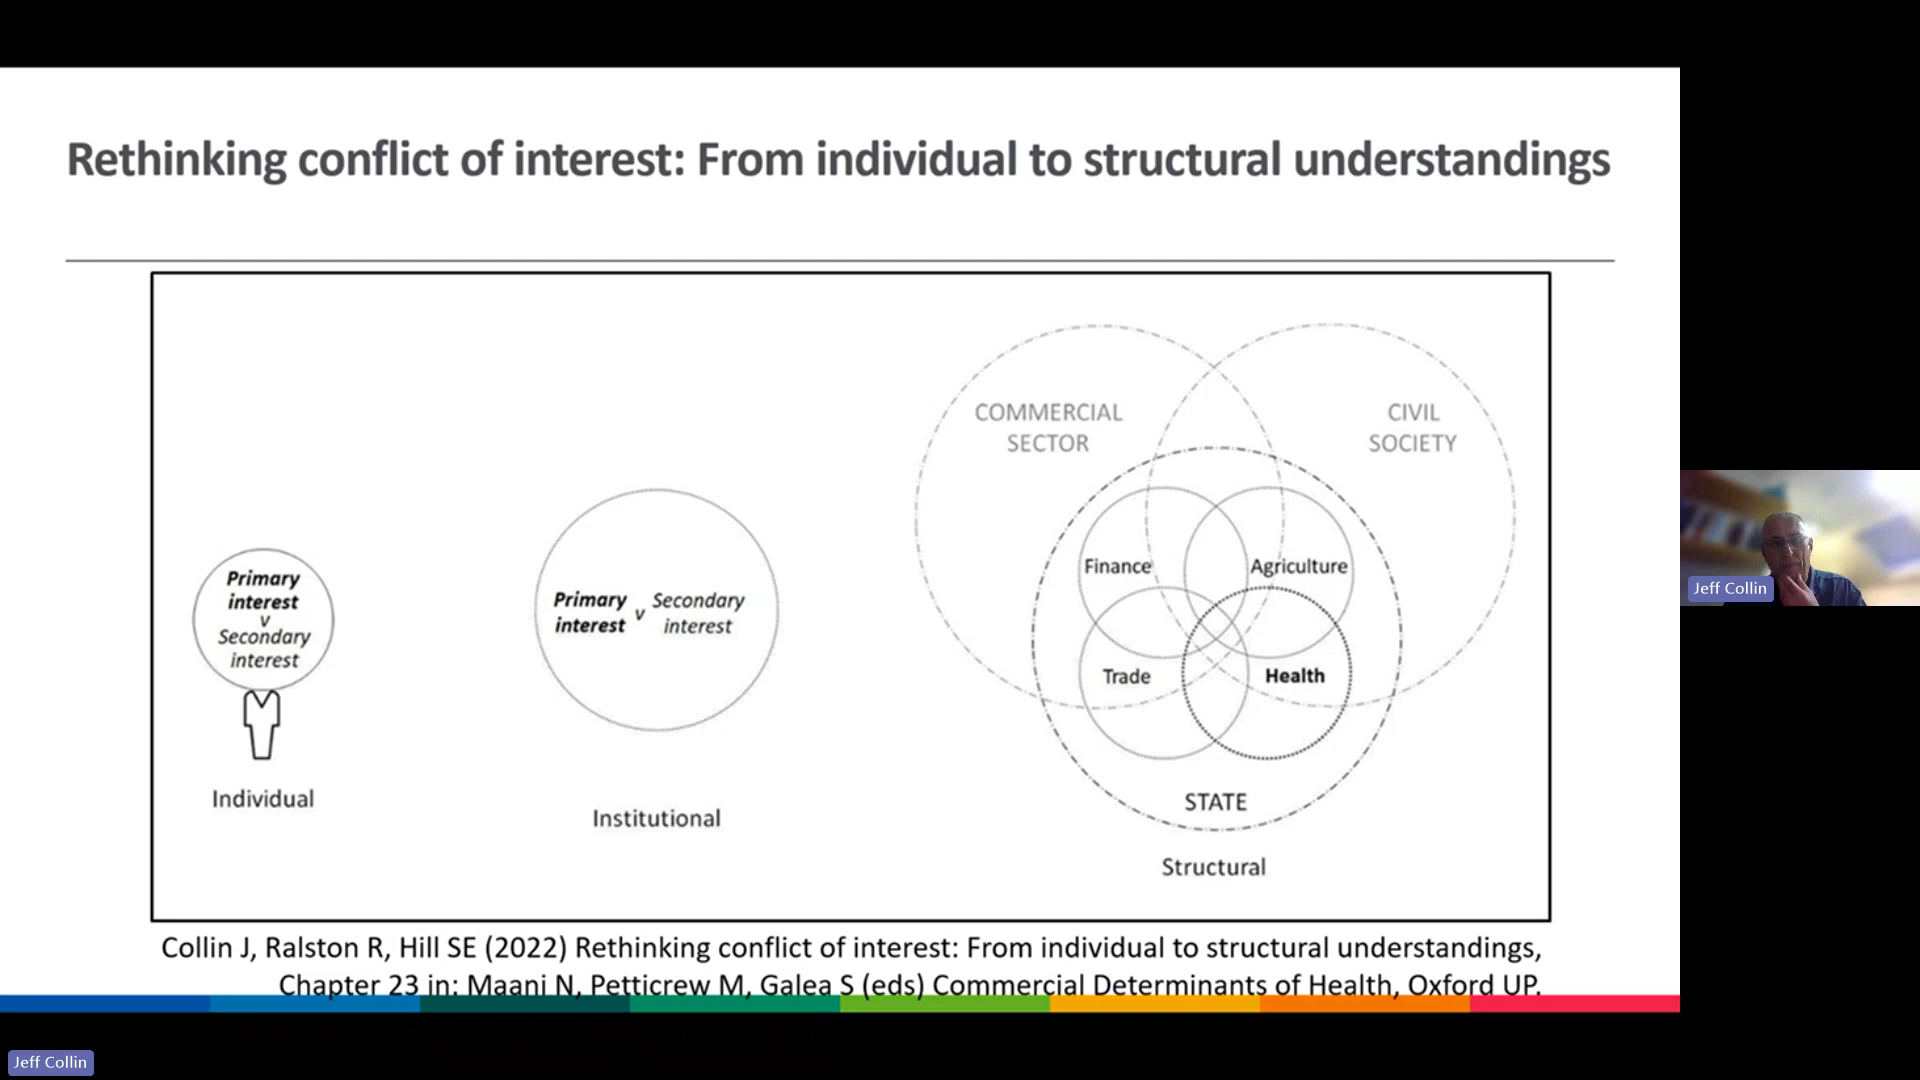 Rethinking conflict of interest: From individual to structural understandings
Primary
interest
v
Secondary
interest
Individual
Primary
interest
v
Secondary
interest
Institutional
COMMERCIAL
SECTOR
CIVIL
SOCIETY
Finance
Agriculture
Trade
Health
STATE
Structural
Collin J, Ralston R, Hill SE (2022) Rethinking conflict of interest: From individual to structural understandings,
Chapter 23 in: Maani N, Petticrew M, Galea S (eds) Commercial Determinants of Health, Oxford UP.
Jeff Collin
Jeff Collin